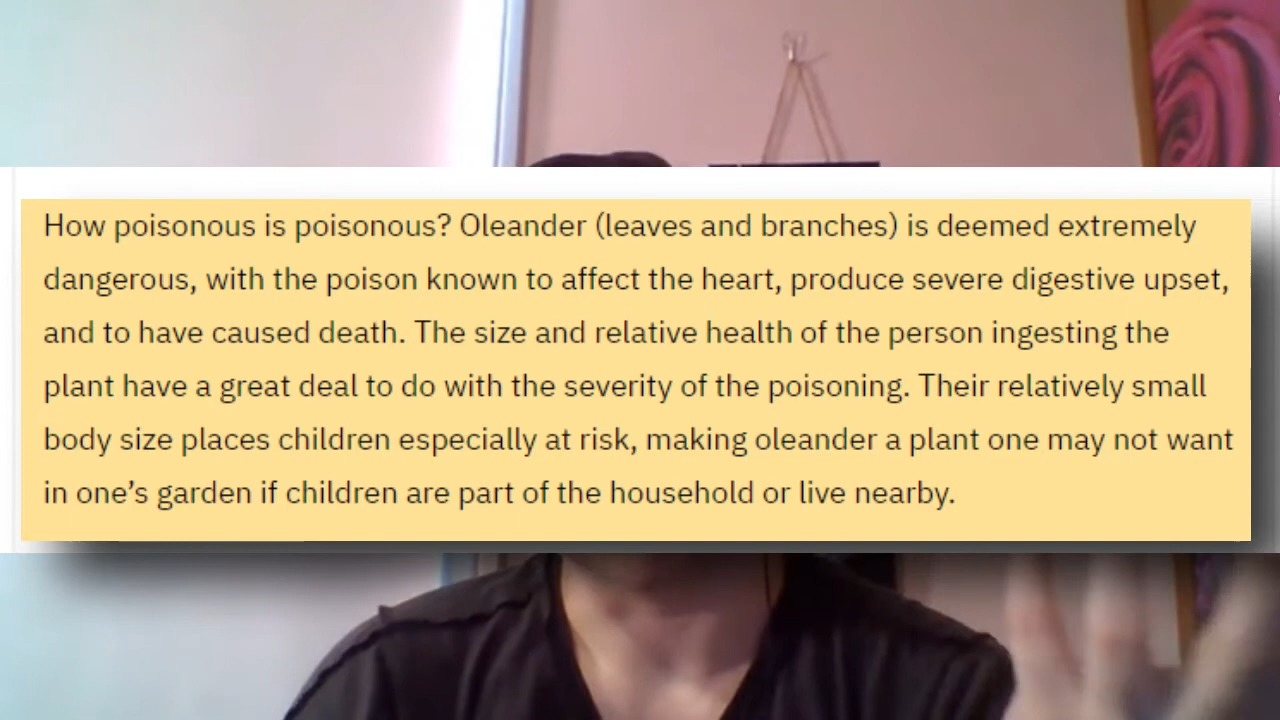 How poisonous is poisonous? Oleander (leaves and branches) is deemed extremely
dangerous, with the poison known to affect the heart, produce severe digestive upset,
and to have caused death. The size and relative health of the person ingesting the
plant have a great deal to do with the severity of the poisoning. Their relatively small
body size places children especially at risk, making oleander a plant one may not want
in one’s garden if children are part of the household or live nearby.